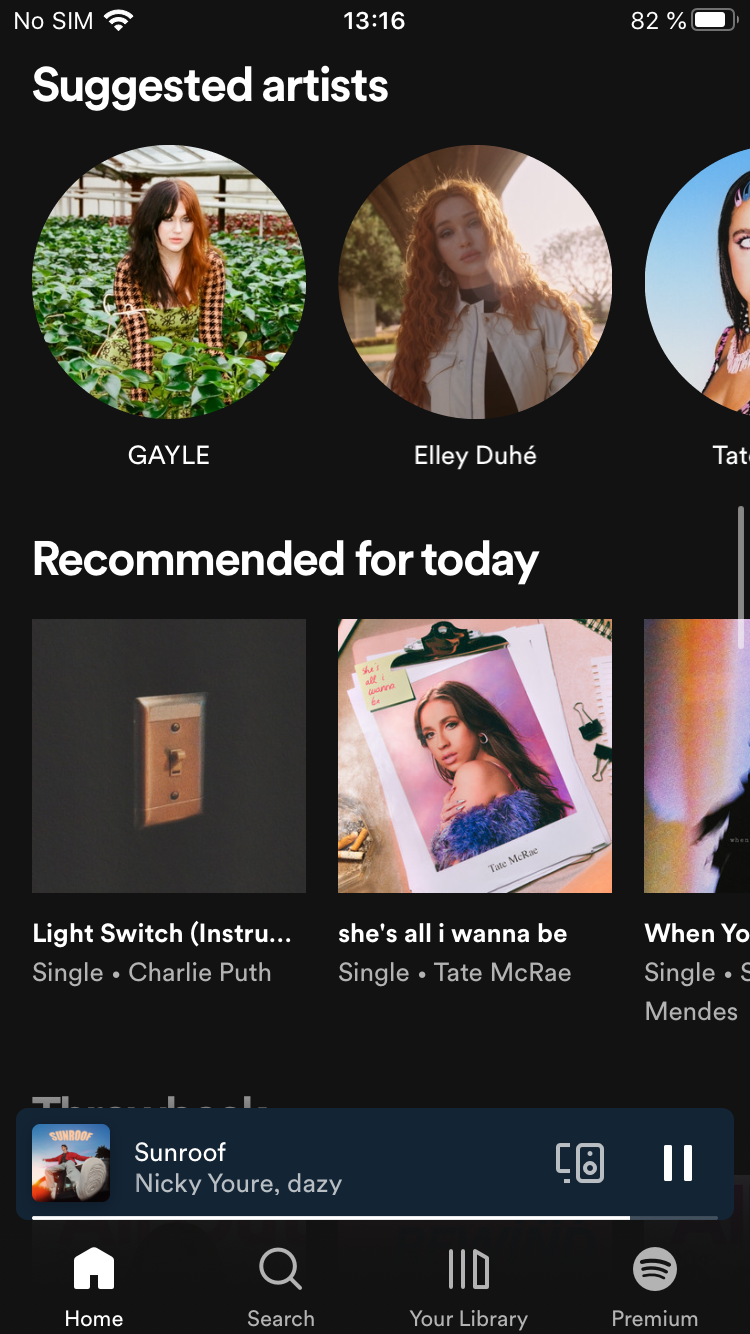 No SIM 13:16 82 %
Suggested artists
GAYLE Elley Duhé
Recommended for today
she's
all i
wanna
be
Tate McRae
when
Light Switch (Instru... she's all i wanna be When Yo
Single • Charlie Puth Single • Tate McRae Single • S
Mendes
Throwback
SUNROOF
Sunroof
Nicky Youre, dazy
Home Search Your Library Premium